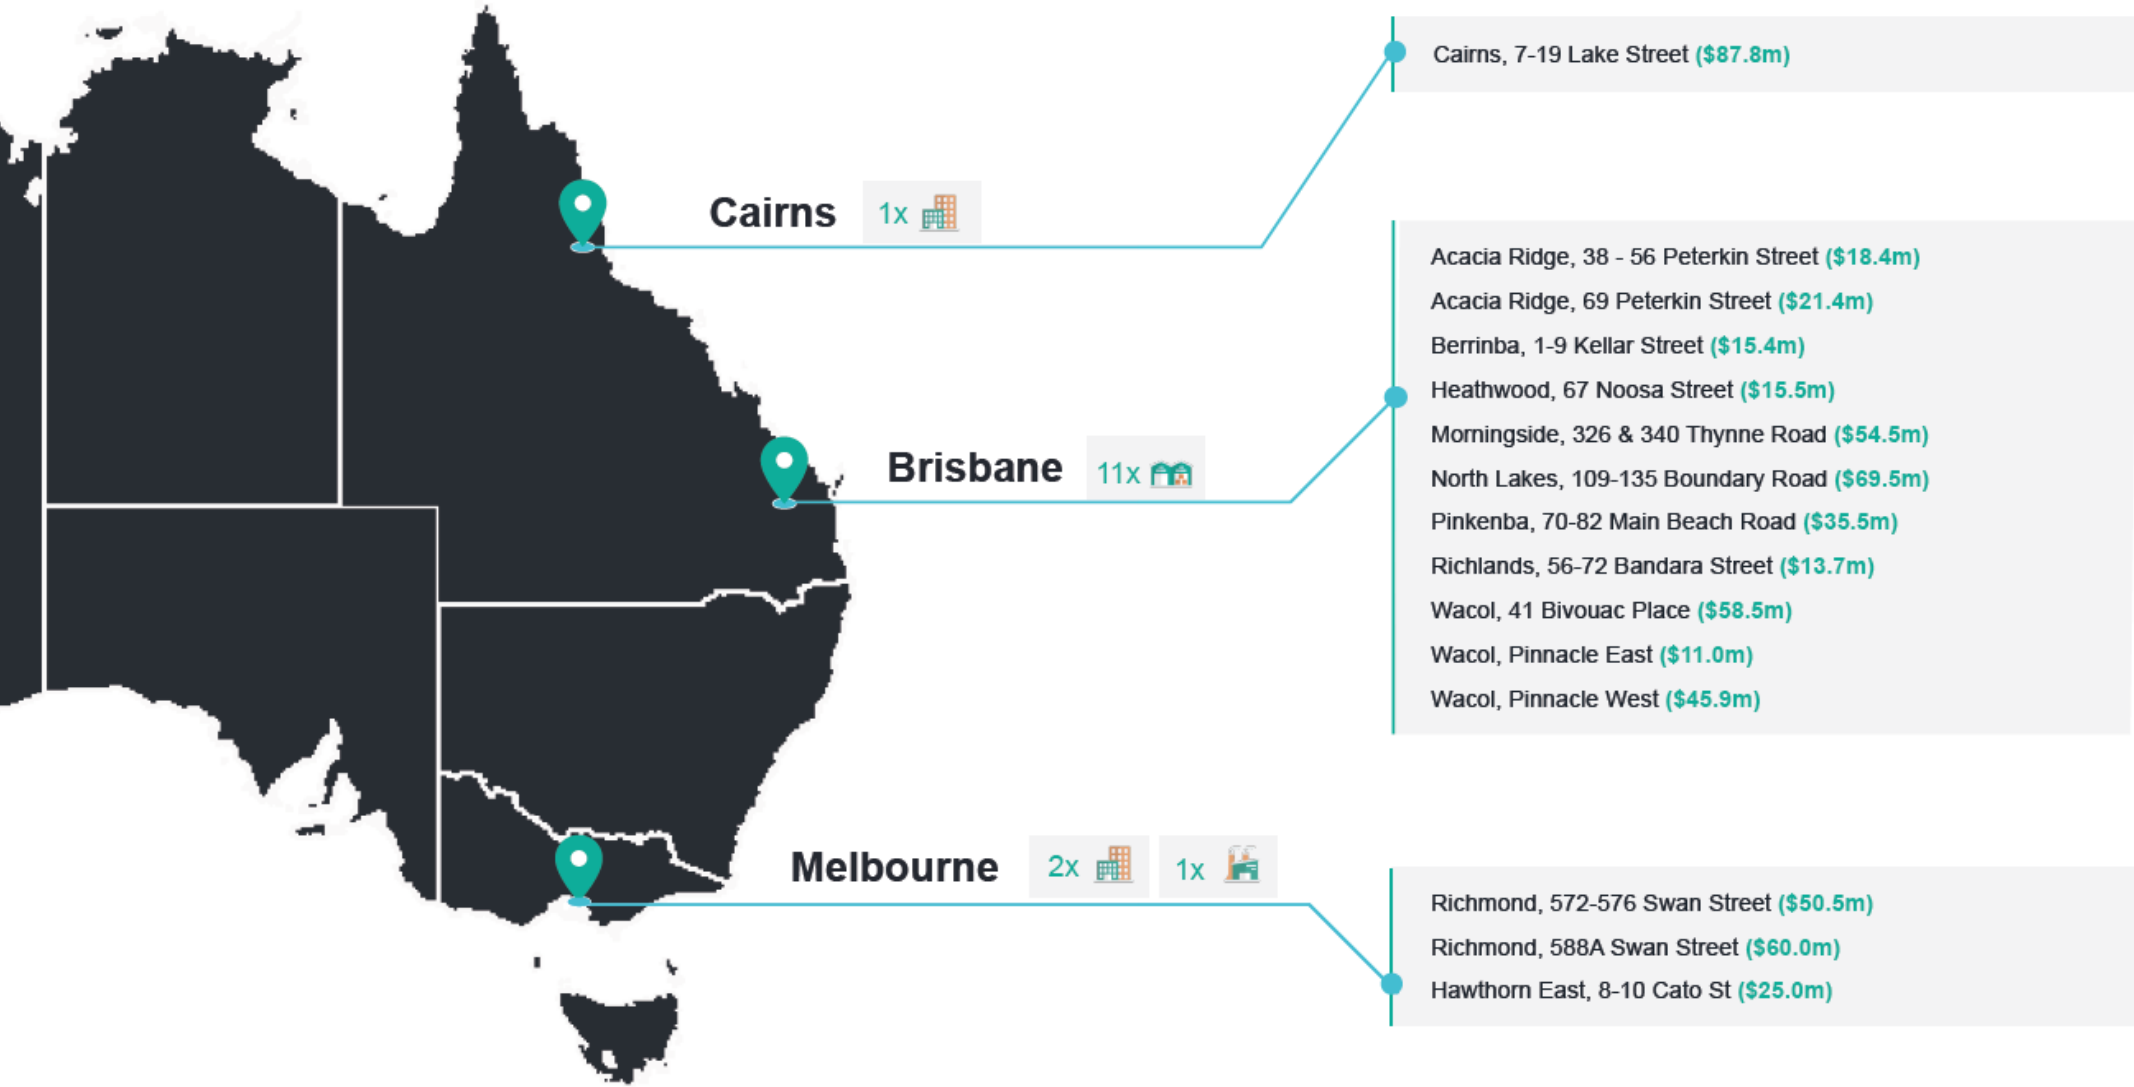 Cairns, 7-19 Lake Street ($87.8m)
Cairns 1x
Acacia Ridge, 38 - 56 Peterkin Street ($18.4m)
Acacia Ridge, 69 Peterkin Street ($21.4m)
Berrinba, 1-9 Kellar Street ($15.4m)
Heathwood, 67 Noosa Street ($15.5m)
Morningside, 326 & 340 Thynne Road ($54.5m)
North Lakes, 109-135 Boundary Road ($69.5m)
Pinkenba, 70-82 Main Beach Road ($35.5m)
Richlands, 56-72 Bandara Street ($13.7m)
Wacol, 41 Bivouac Place ($58.5m)
Wacol, Pinnacle East ($11.0m)
Wacol, Pinnacle West ($45.9m)
Brisbane 11x
Melbourne 2x 1x
Richmond, 572-576 Swan Street ($50.5m)
Richmond, 588A Swan Street ($60.0m)
Hawthorn East, 8-10 Cato St ($25.0m)